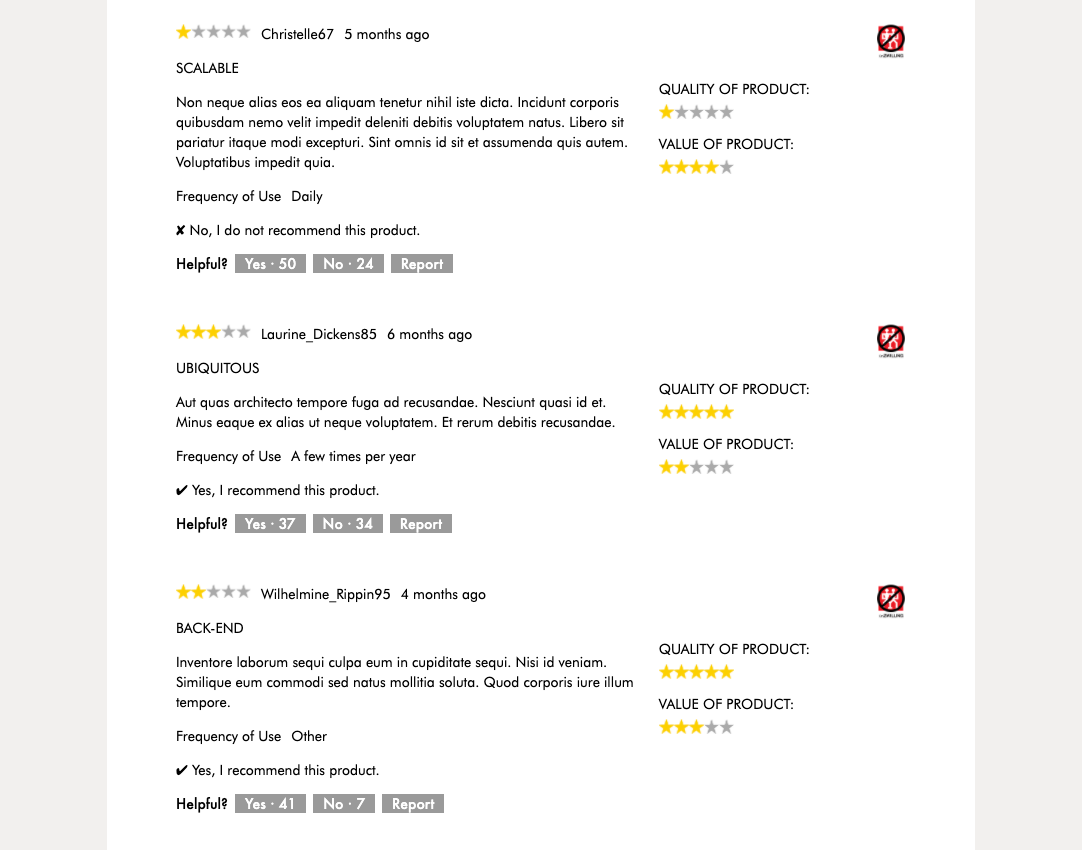 Christelle67 5 months ago
SCALABLE
Non neque alias eos ea aliquam tenetur nihil iste dicta. Incidunt corporis
quibusdam nemo velit impedit deleniti debitis voluptatem natus. Libero sit
pariatur itaque modi excepturi. Sint omnis id sit et assumenda quis autem.
Voluptatibus impedit quia.
Frequency of Use Daily
✘ No, I do not recommend this product.
Helpful? Yes · 50 No · 24 Report
QUALITY OF PRODUCT:
VALUE OF PRODUCT:
Laurine_Dickens85 6 months ago
UBIQUITOUS
Aut quas architecto tempore fuga ad recusandae. Nesciunt quasi id et.
Minus eaque ex alias ut neque voluptatem. Et rerum debitis recusandae.
Frequency of Use A few times per year
✔ Yes, I recommend this product.
Helpful? Yes · 37 No · 34 Report
QUALITY OF PRODUCT:
VALUE OF PRODUCT:
Wilhelmine_Rippin95 4 months ago
BACK-END
Inventore laborum sequi culpa eum in cupiditate sequi. Nisi id veniam.
Similique eum commodi sed natus mollitia soluta. Quod corporis iure illum
tempore.
Frequency of Use Other
✔ Yes, I recommend this product.
Helpful? Yes · 41 No · 7 Report
QUALITY OF PRODUCT:
VALUE OF PRODUCT: